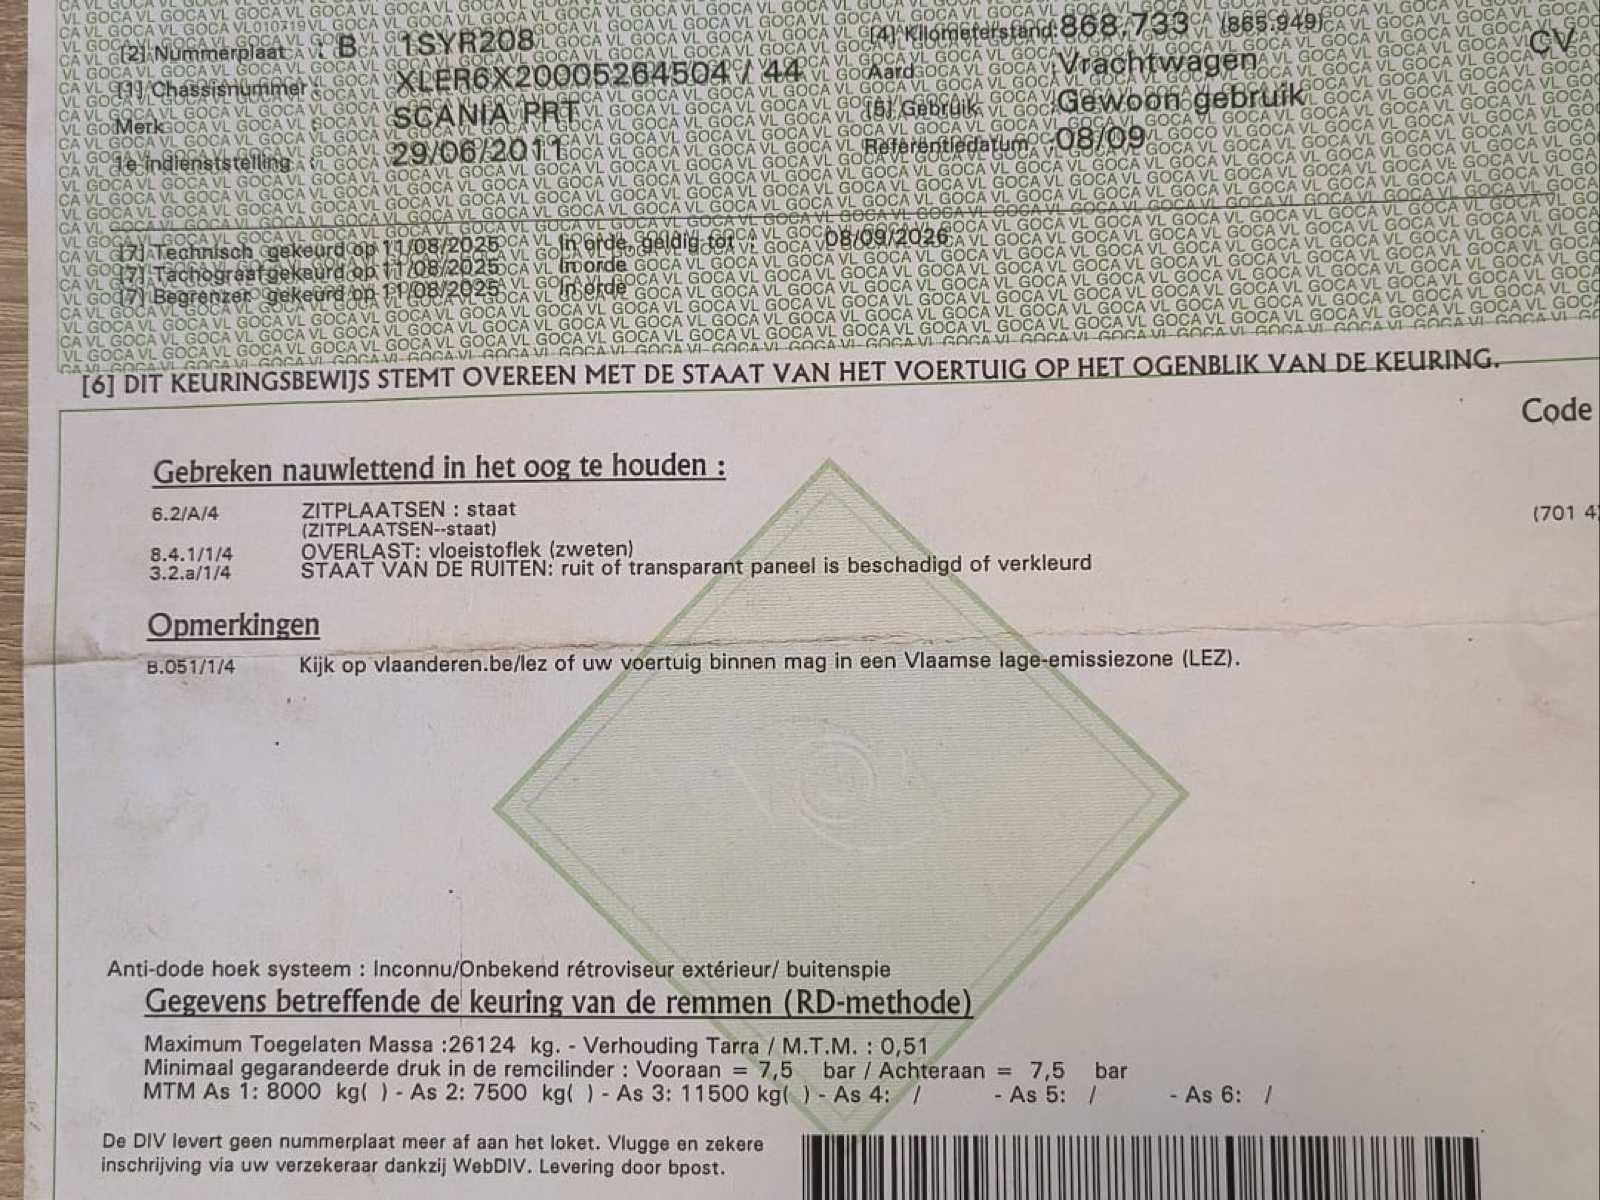 [2] Nummerplaat : B 1SYR208 [4] Kilometerstand: 868.733 (865.949) CV
[1] Chassisnummer : XLER6X20005264504 / 44 Aard : Vrachtwagen
Merk : SCANIA PRT [5] Gebruik : Gewoon gebruik
1e indienststelling : 29/06/2011 Referentiedatum : 08/09
[7] Technisch gekeurd op 11/08/2025 In orde, geldig tot : 08/09/2026
[7] Tachograaf gekeurd op 11/08/2025 In orde
[7] Begrenzer gekeurd op 11/08/2025 In orde
[6] DIT KEURINGSBEWIJS STEMT OVEREEN MET DE STAAT VAN HET VOERTUIG OP HET OGENBLIK VAN DE KEURING.
Code
Gebreken nauwlettend in het oog te houden :
6.2/A/4 ZITPLAATSEN : staat (701 4)
(ZITPLAATSEN--staat)
8.4.1/1/4 OVERLAST: vloeistoflek (zweten)
3.2.a/1/4 STAAT VAN DE RUITEN: ruit of transparant paneel is beschadigd of verkleurd
Opmerkingen
B.051/1/4 Kijk op vlaanderen.be/lez of uw voertuig binnen mag in een Vlaamse lage-emissiezone (LEZ).
Anti-dode hoek systeem : Inconnu/Onbekend rétroviseur extérieur/ buitenspie
Gegevens betreffende de keuring van de remmen (RD-methode)
Maximum Toegelaten Massa :26124 kg. - Verhouding Tarra / M.T.M. : 0,51
Minimaal gegarandeerde druk in de remcilinder : Vooraan = 7,5 bar / Achteraan = 7,5 bar
MTM As 1: 8000 kg( ) - As 2: 7500 kg( ) - As 3: 11500 kg( ) - As 4: / - As 5: / - As 6: /
De DIV levert geen nummerplaat meer af aan het loket. Vlugge en zekere
inschrijving via uw verzekeraar dankzij WebDIV. Levering door bpost.